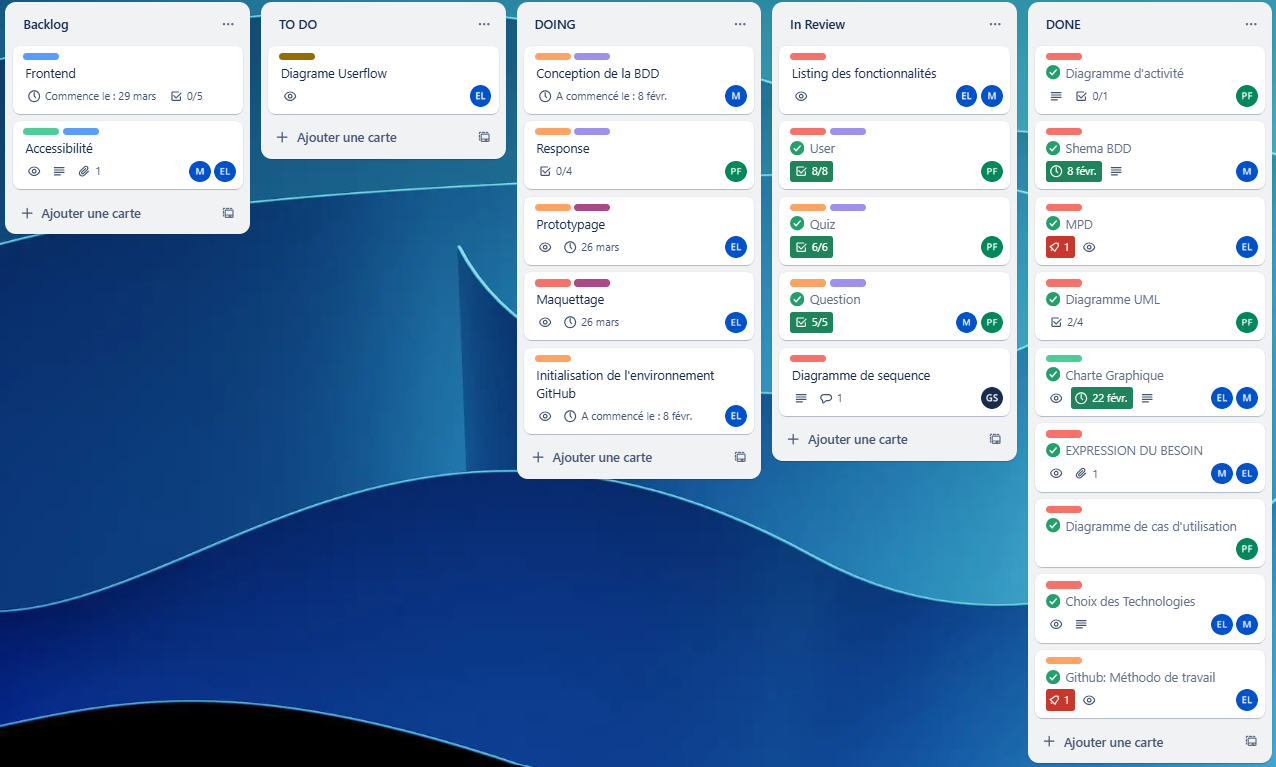 Backlog
Frontend
Commence le : 29 mars 0/5
Accessibilité
1 M EL
Ajouter une carte
TO DO
Diagrame Userflow
EL
Ajouter une carte
DOING
Conception de la BDD
A commencé le : 8 févr. M
Response
0/4 PF
Prototypage
26 mars EL
Maquettage
26 mars EL
Initialisation de l'environnement
GitHub
A commencé le : 8 févr. EL
Ajouter une carte
In Review
Listing des fonctionnalités
EL M
User
8/8 PF
Quiz
6/6 PF
Question
5/5 M PF
Diagramme de sequence
1 GS
Ajouter une carte
DONE
Diagramme d'activité
0/1 PF
Shema BDD
8 févr. M
MPD
1 EL
Diagramme UML
2/4 PF
Charte Graphique
22 févr. EL M
EXPRESSION DU BESOIN
1 M EL
Diagramme de cas d'utilisation
PF
Choix des Technologies
EL M
Github: Méthodo de travail
1 EL
Ajouter une carte